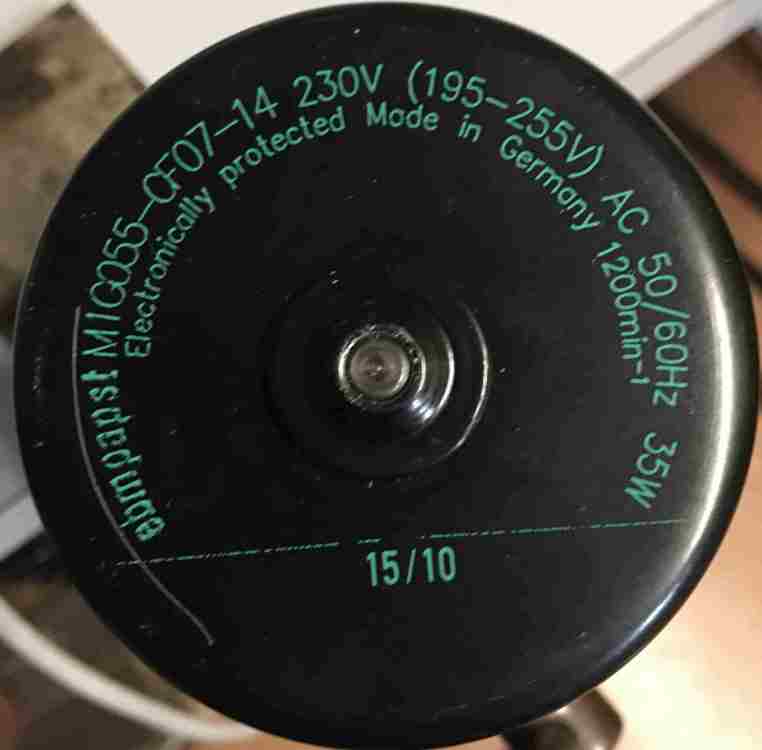 ebmpapst M1G055-CF07-14 230V (195-255V) AC 50/60Hz 35W
Electronically protected Made in Germany 1200min-1
15/10